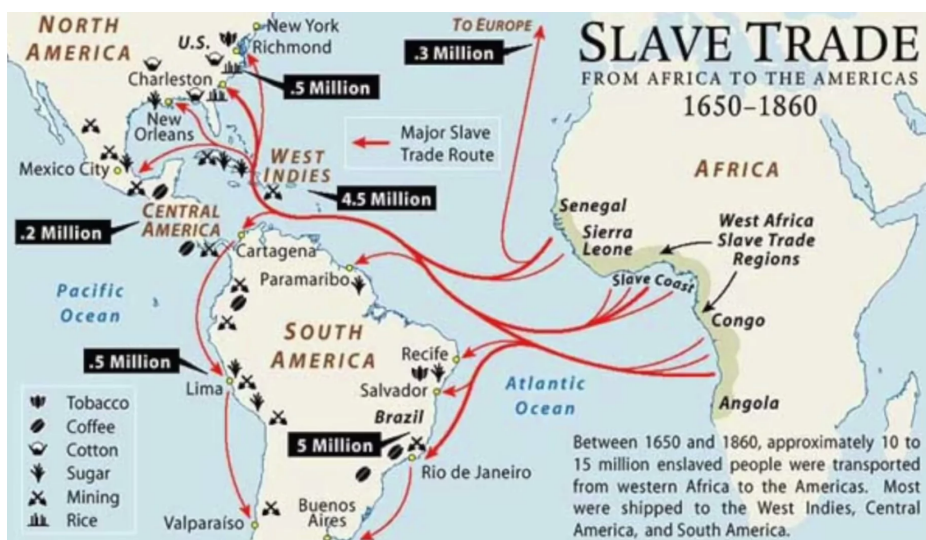 NORTH
AMERICA
U.S.
New York
Richmond
Charleston
.5 Million
New
Orleans
Mexico City
WEST
INDIES
4.5 Million
CENTRAL
AMERICA
.2 Million
TO EUROPE
.3 Million
Major Slave
Trade Route
SLAVE TRADE
FROM AFRICA TO THE AMERICAS
1650–1860
AFRICA
Senegal
Sierra
Leone
West Africa
Slave Trade
Regions
Slave Coast
Congo
Angola
Cartagena
Paramaribo
Pacific
Ocean
SOUTH
AMERICA
.5 Million
Lima
Recife
Salvador
Brazil
5 Million
Rio de Janeiro
Atlantic
Ocean
Valparaíso
Buenos
Aires
Tobacco
Coffee
Cotton
Sugar
Mining
Rice
Between 1650 and 1860, approximately 10 to
15 million enslaved people were transported
from western Africa to the Americas. Most
were shipped to the West Indies, Central
America, and South America.